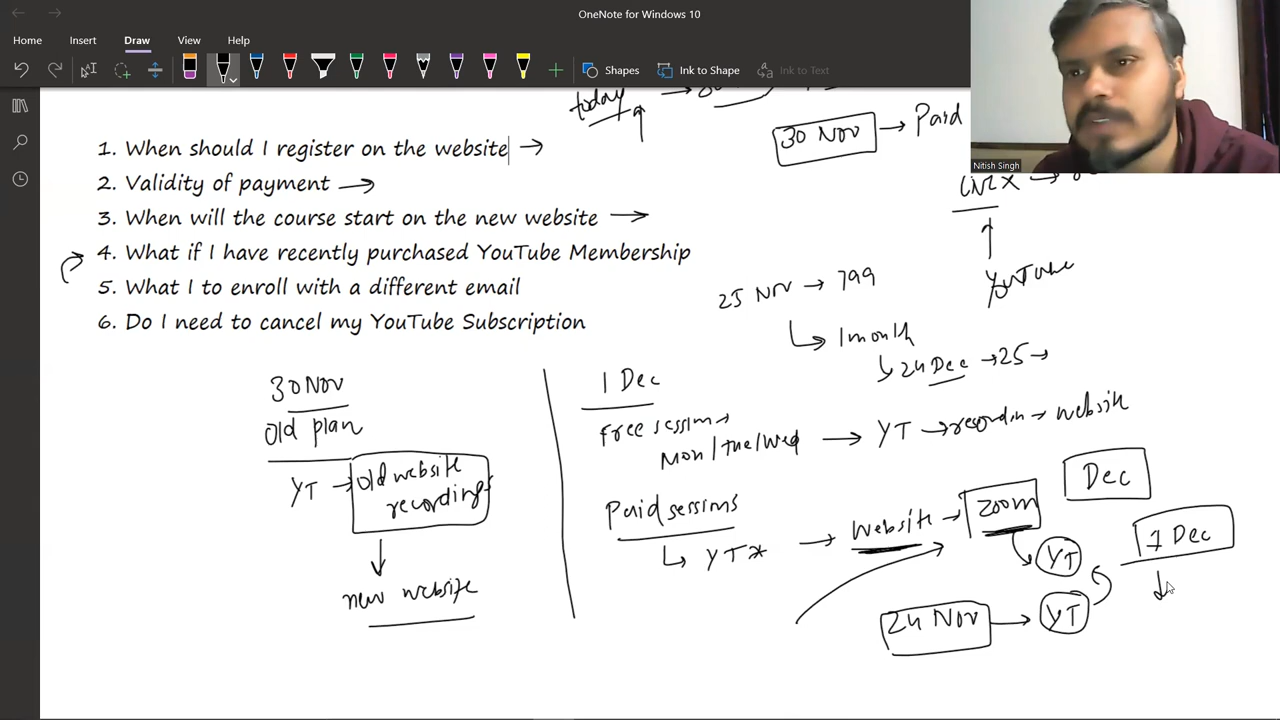 OneNote for Windows 10
Home Insert Draw View Help
Shapes Ink to Shape Ink to Text
today →
30 Nov → Paid
Nitish Singh
1. When should I register on the website →
2. Validity of payment →
3. When will the course start on the new website →
4. What if I have recently purchased YouTube Membership
5. What I to enroll with a different email
6. Do I need to cancel my YouTube Subscription
YouTube
25 Nov → 799
1 month
24 Dec → 25 →
30 Nov
Old plan
YT → old website
recordings
new website
1 Dec
free session →
Mon/Tue/Wed → YT → recordin → website
Paid sessions
YT* → Website → zoom
Dec
YT
24 Nov → YT
7 Dec